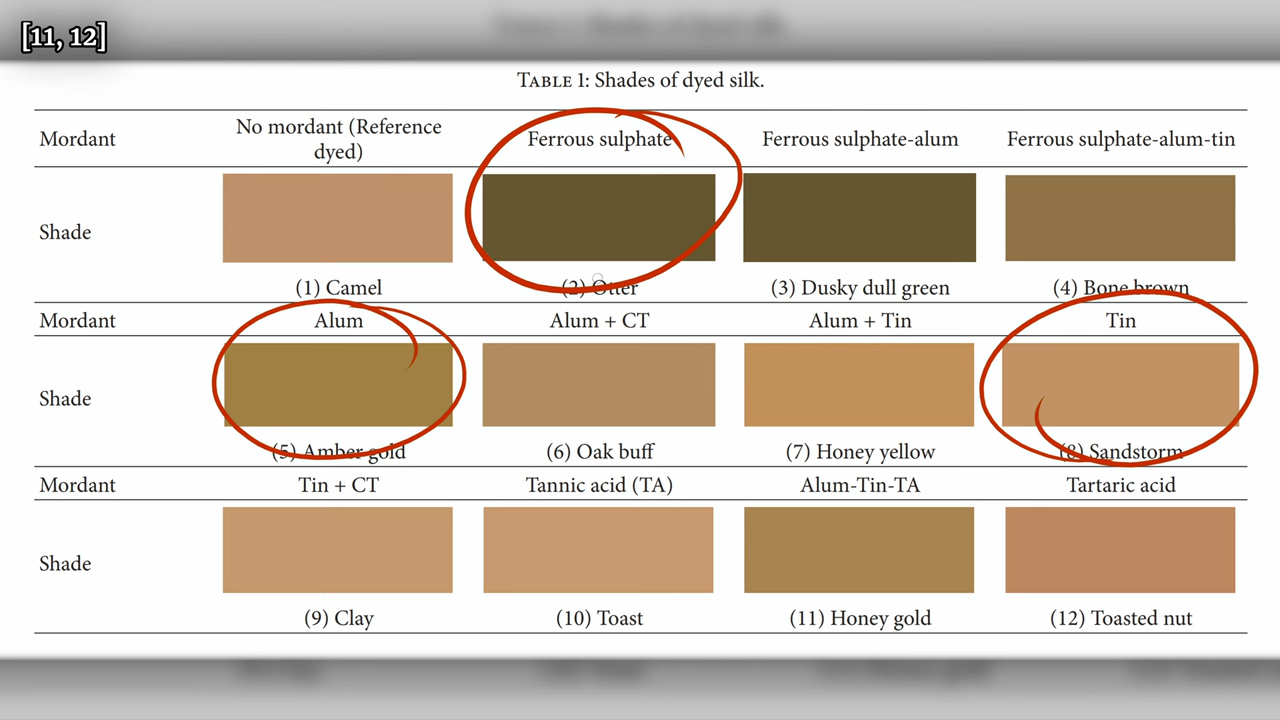 [11, 12]
TABLE 1: Shades of dyed silk.
Mordant
No mordant (Reference
dyed)
Ferrous sulphate
Ferrous sulphate-alum
Ferrous sulphate-alum-tin
Shade
(1) Camel
(2) Otter
(3) Dusky dull green
(4) Bone brown
Mordant
Alum
Alum + CT
Alum + Tin
Tin
Shade
(5) Amber gold
(6) Oak buff
(7) Honey yellow
(8) Sandstorm
Mordant
Tin + CT
Tannic acid (TA)
Alum-Tin-TA
Tartaric acid
Shade
(9) Clay
(10) Toast
(11) Honey gold
(12) Toasted nut